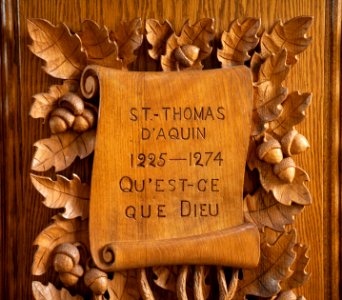 ST.-THOMAS
D'AQUIN
1225—1274
QU'EST-CE
QUE DIEU